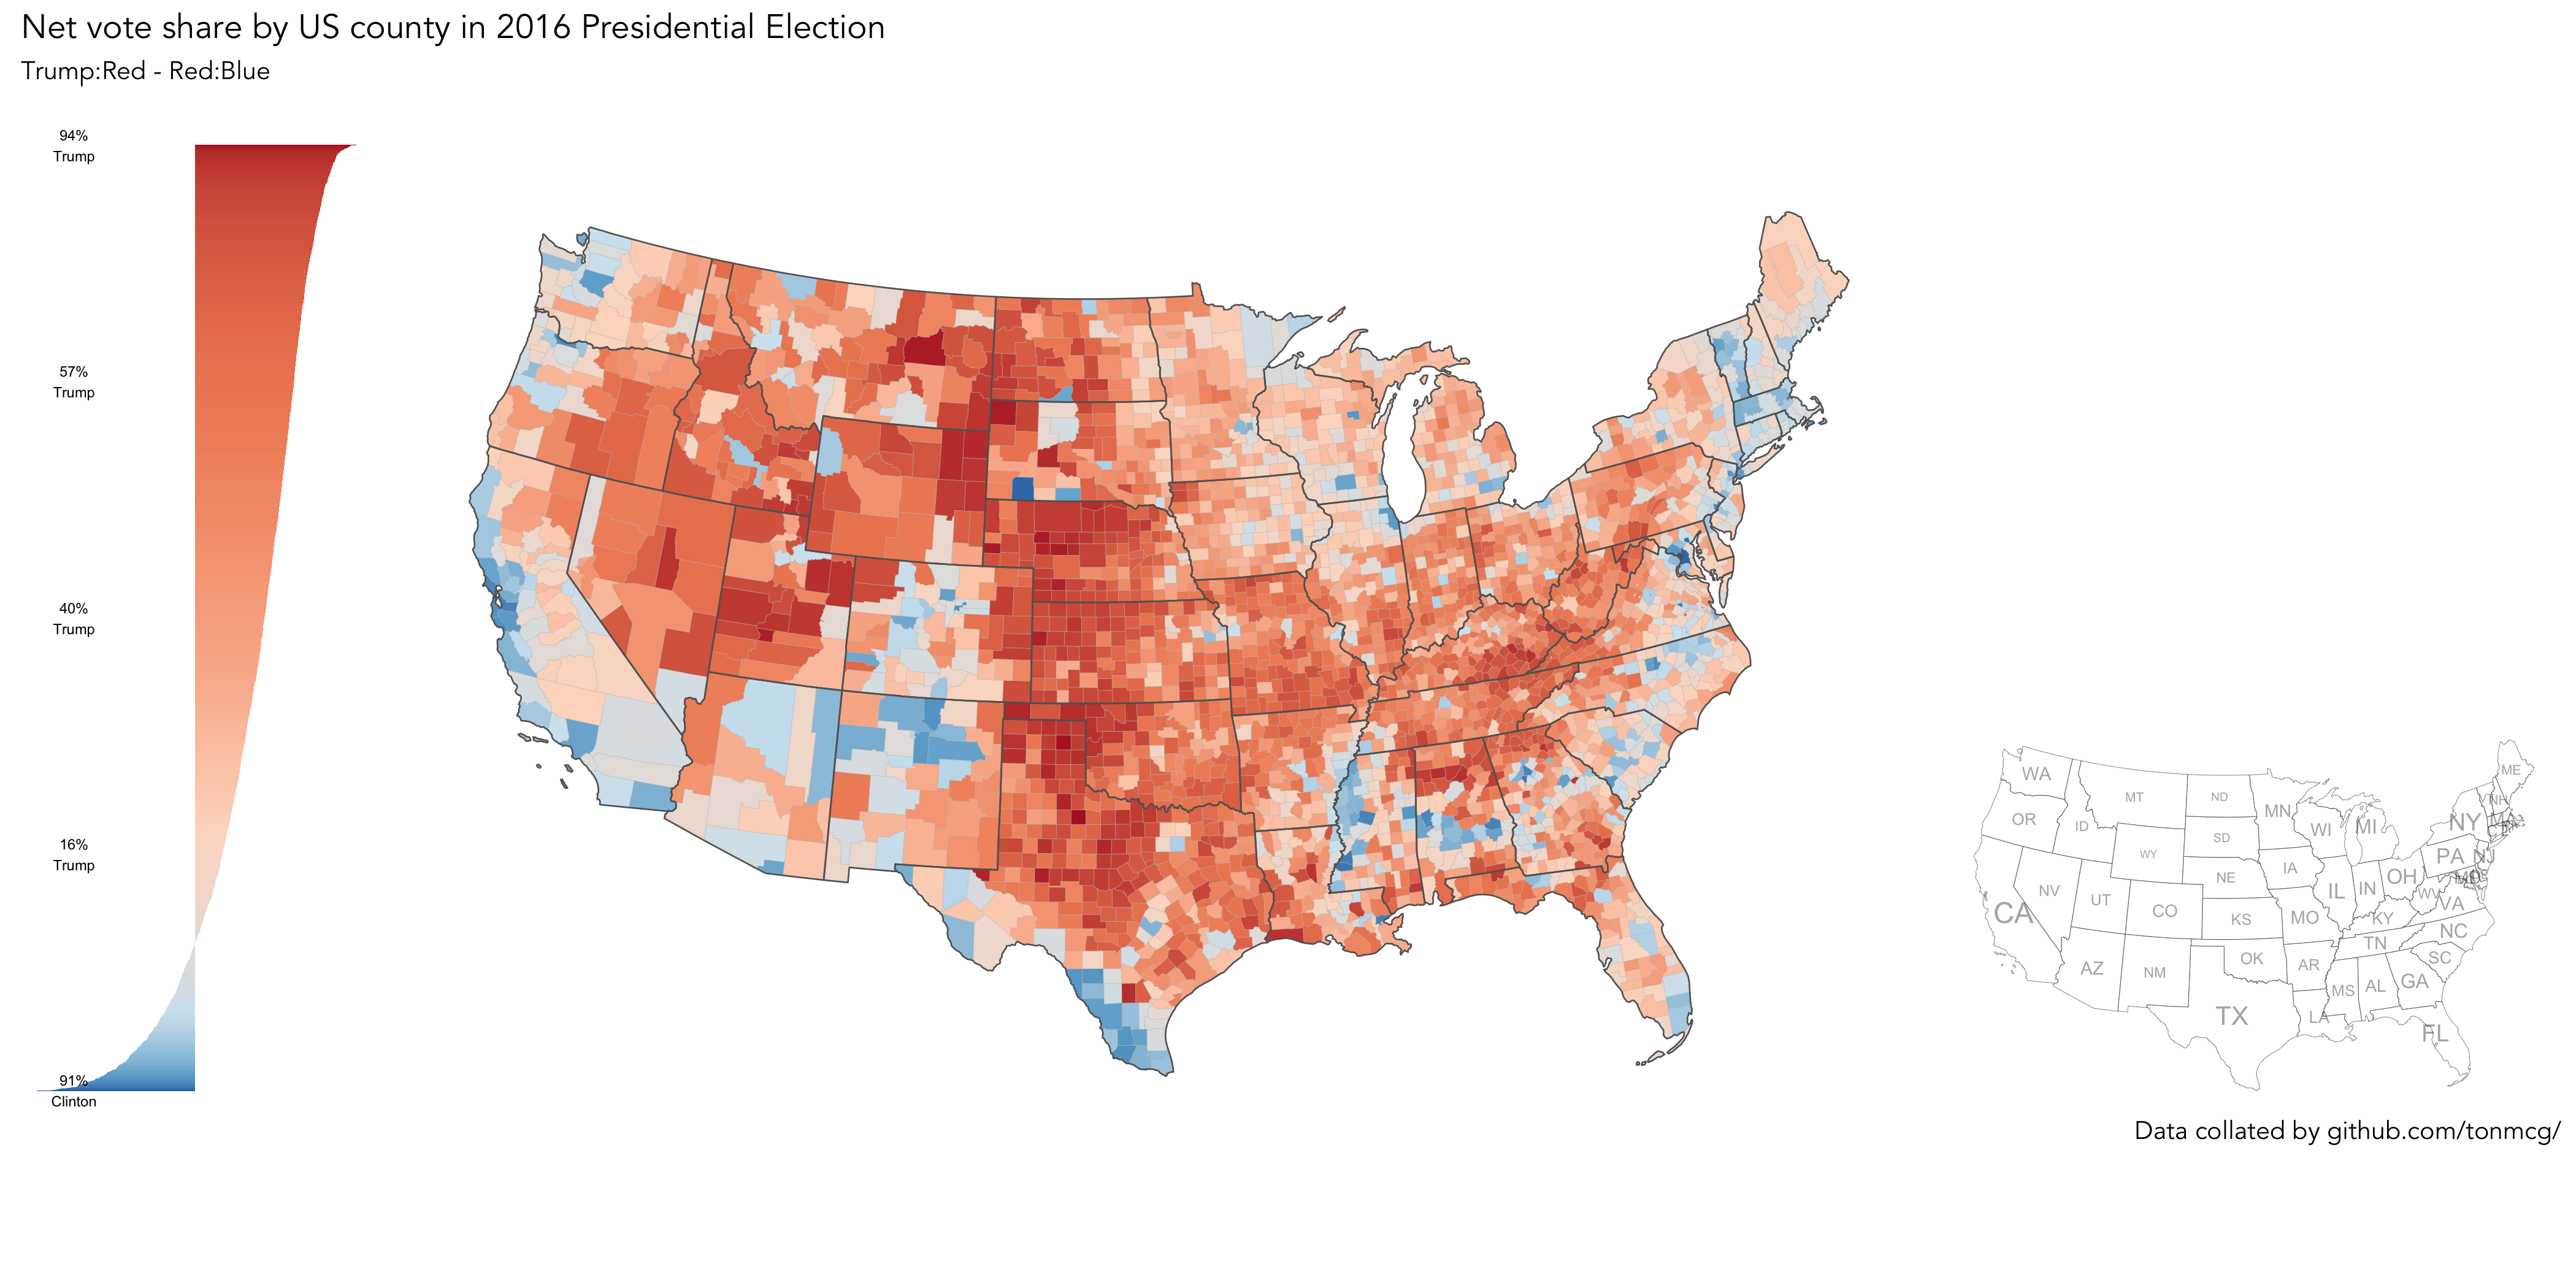 Net vote share by US county in 2016 Presidential Election
Trump:Red - Red:Blue
94%
Trump
57%
Trump
40%
Trump
16%
Trump
91%
Clinton
WA
MT
ND
MN
ME
OR
ID
SD
WI
MI
NY
VT
NH
MA
WY
IA
PA
NJ
NV
UT
NE
IL
IN
OH
WV
VA
CA
CO
KS
MO
KY
NC
AZ
NM
OK
AR
TN
SC
TX
LA
MS
AL
GA
FL
Data collated by github.com/tonmcg/